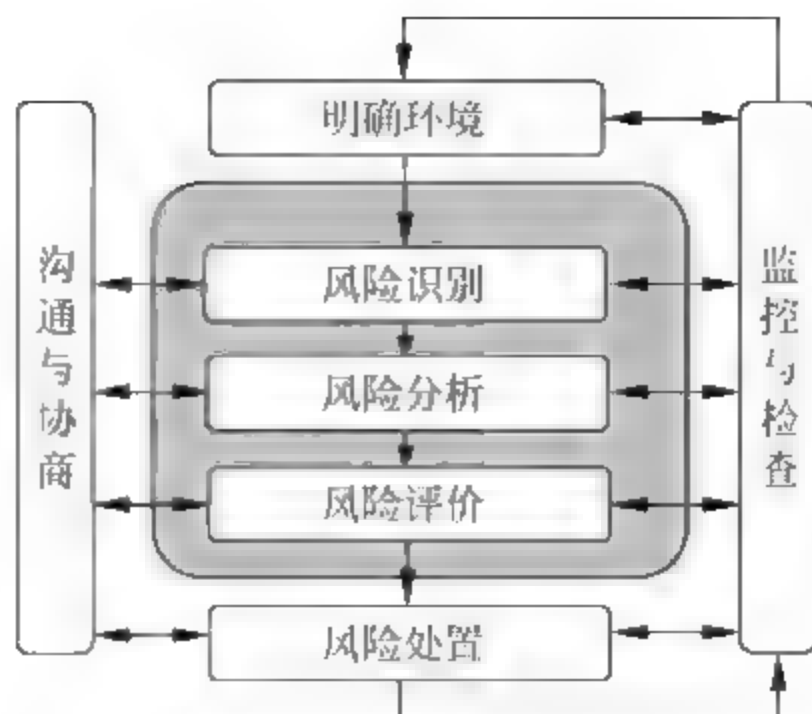 明确环境
沟通与协商
风险识别
风险分析
风险评价
风险处置
监控与检查